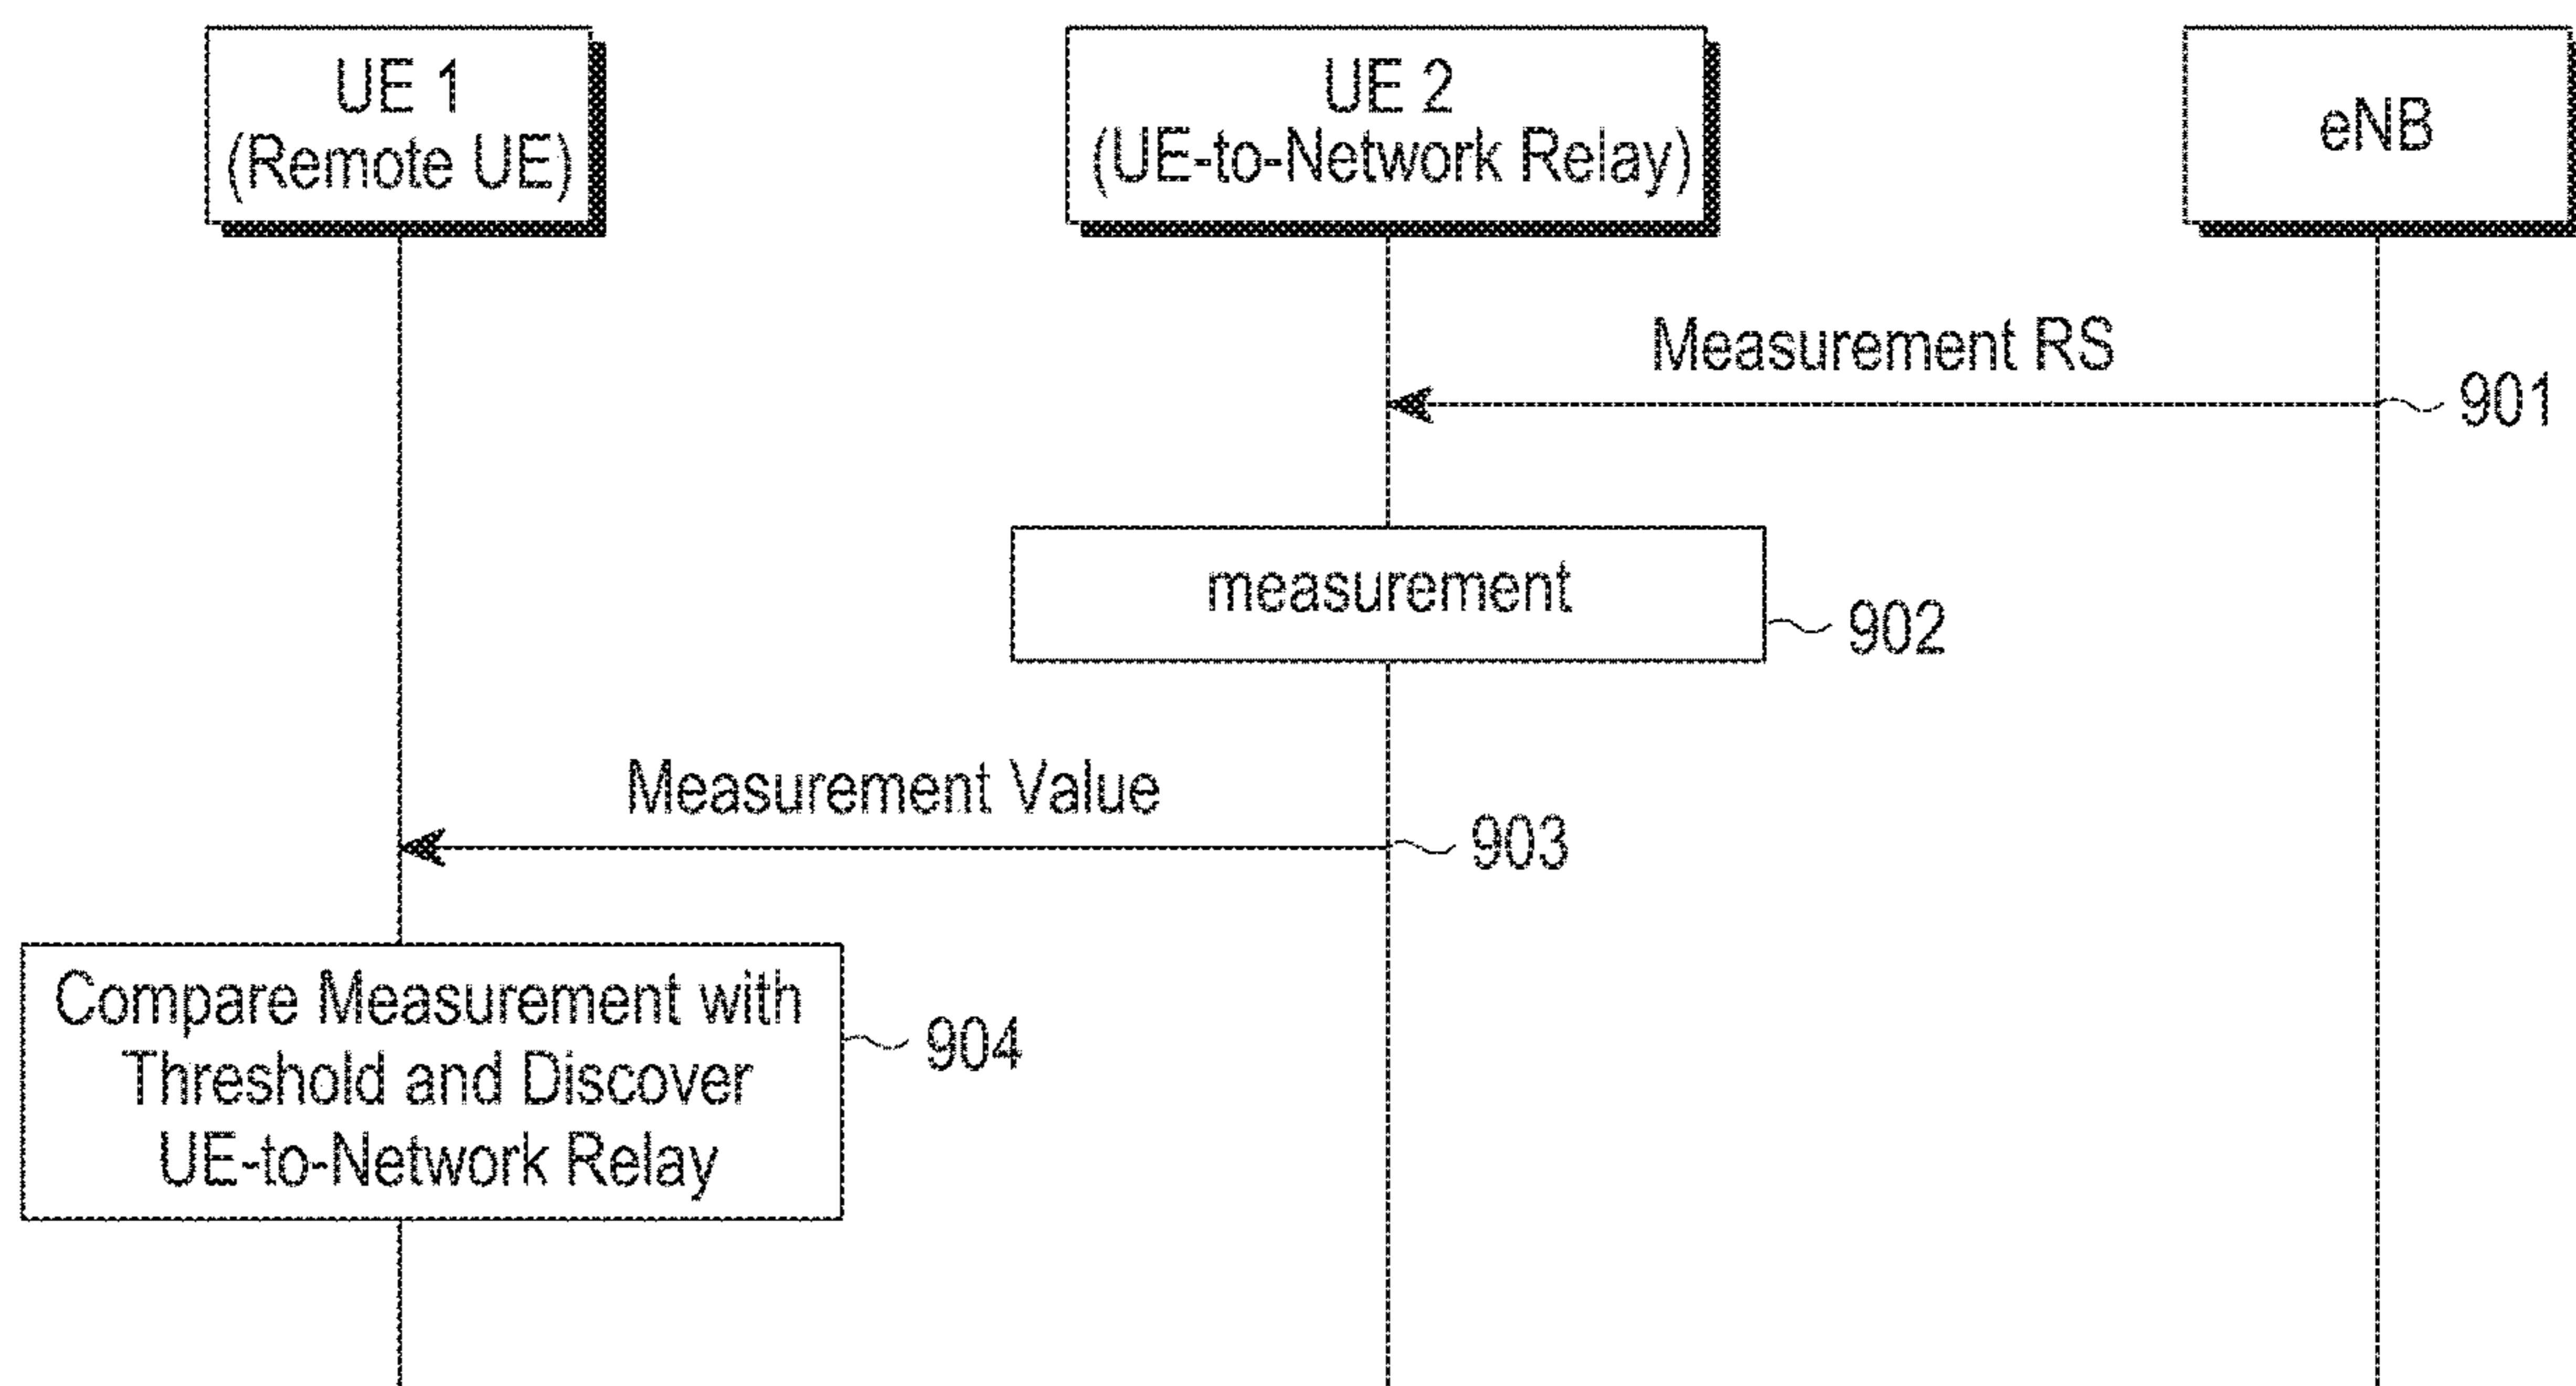 UE 1
(Remote UE)
UE 2
(UE-to-Network Relay)
eNB
Measurement RS
901
measurement
902
Measurement Value
903
Compare Measurement with
Threshold and Discover
UE-to-Network Relay
904